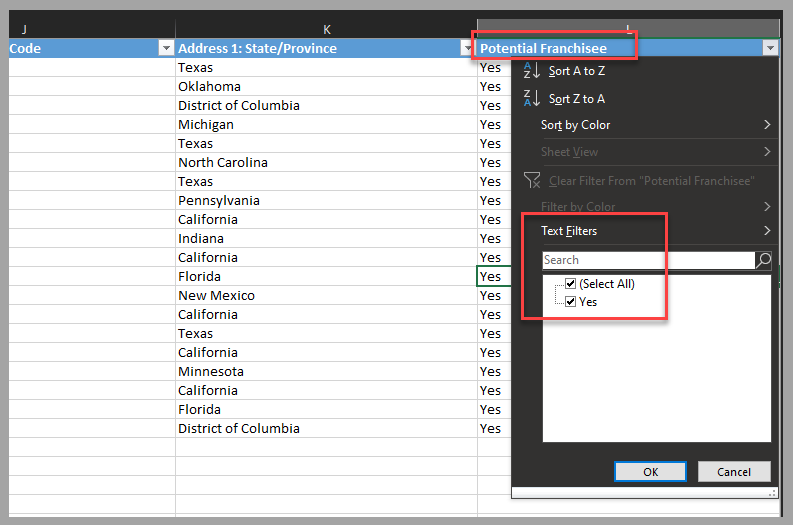 J K L
Code Address 1: State/Province Potential Franchisee
Texas Yes
Oklahoma Yes
District of Columbia Yes
Michigan Yes
Texas Yes
North Carolina Yes
Texas Yes
Pennsylvania Yes
California Yes
Indiana Yes
California Yes
Florida Yes
New Mexico Yes
California Yes
Texas Yes
California Yes
Minnesota Yes
California Yes
Florida Yes
District of Columbia Yes
Sort A to Z
Sort Z to A
Sort by Color
Sheet View
Clear Filter From "Potential Franchisee"
Filter by Color
Text Filters
Search
(Select All)
Yes
OK Cancel